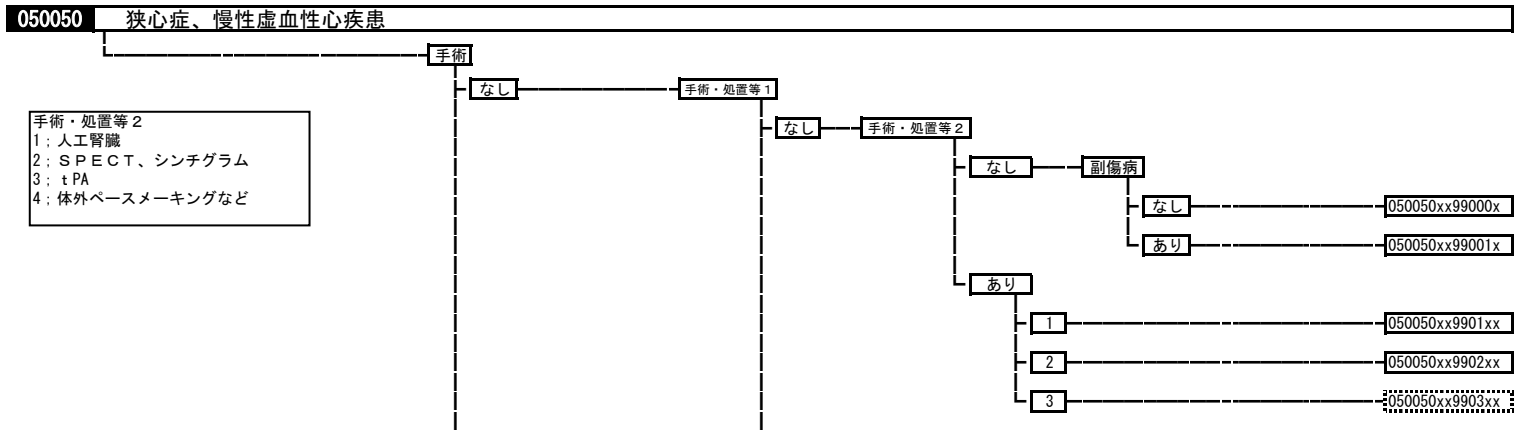 050050 狭心症、慢性虚血性心疾患
手術
なし 手術・処置等1
手術・処置等２
1；人工腎臓
2；ＳＰＥＣＴ、シンチグラム
3；ｔPA
4；体外ペースメーキングなど
なし 手術・処置等２
なし 副傷病
なし 050050xx99000x
あり 050050xx99001x
あり
1 050050xx9901xx
2 050050xx9902xx
3 050050xx9903xx